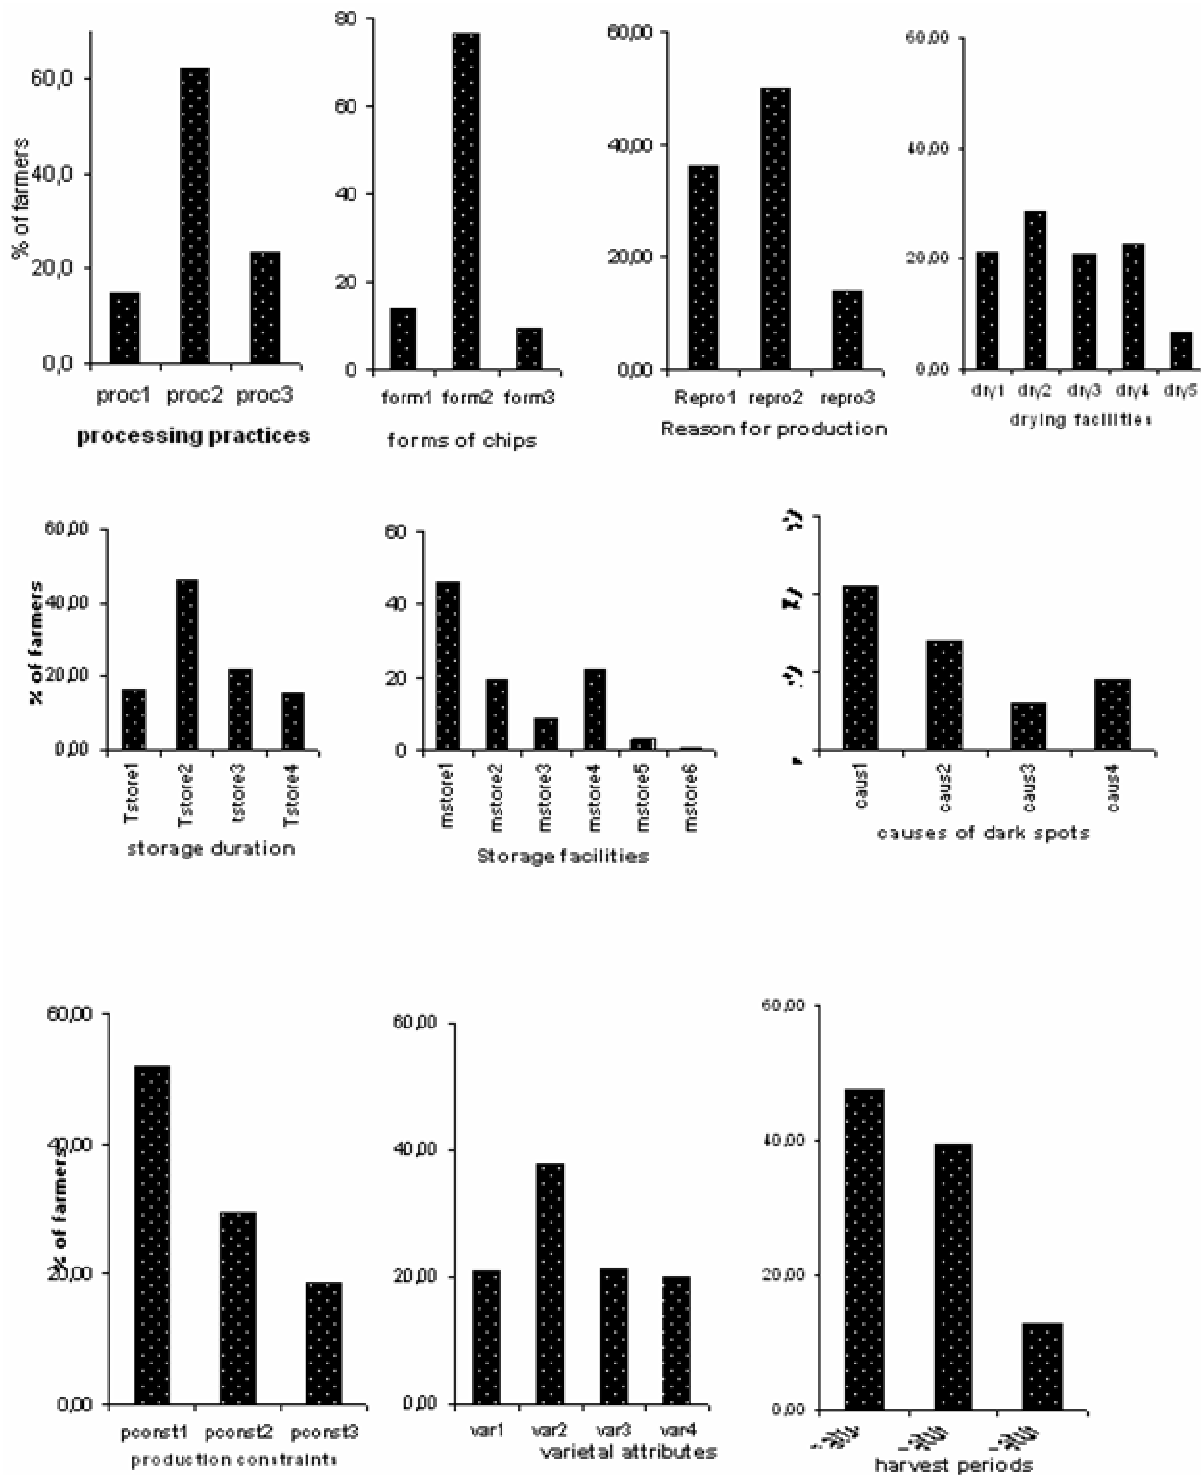 % of farmers
60,0
40,0
20,0
0,0
proc1 proc2 proc3
processing practices
80
60
40
20
0
form1 form2 form3
forms of chips
60,00
40,00
20,00
0,00
Repro1 repro2 repro3
Reason for production
60,00
40,00
20,00
0,00
dry1 dry2 dry3 dry4 dry5
drying facilities
% of farmers
60,00
40,00
20,00
0,00
Tstore1 Tstore2 tstore3 Tstore4
storage duration
60
40
20
0
mstore1 mstore2 mstore3 mstore4 mstore5 mstore6
Storage facilities
caus1 caus2 caus3 caus4
causes of dark spots
% of farmers
60,00
40,00
20,00
0,00
pconst1 pconst2 pconst3
production constraints
60,00
40,00
20,00
0,00
var1 var2 var3 var4
varietal attributes
60,00
40,00
20,00
0,00
harvest periods